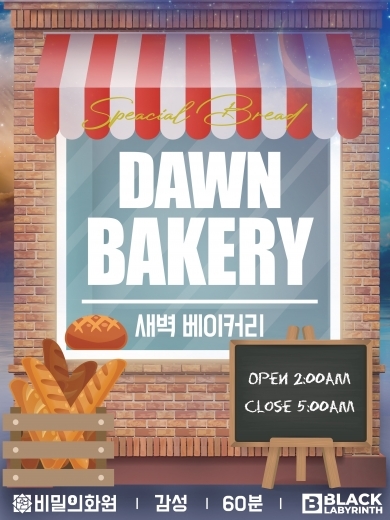 Speacial Bread
DAWN
BAKERY
새벽 베이커리
OPEN 2:00AM
CLOSE 5:00AM
비밀의화원 | 감성 | 60분 | B BLACK LABYRINTH